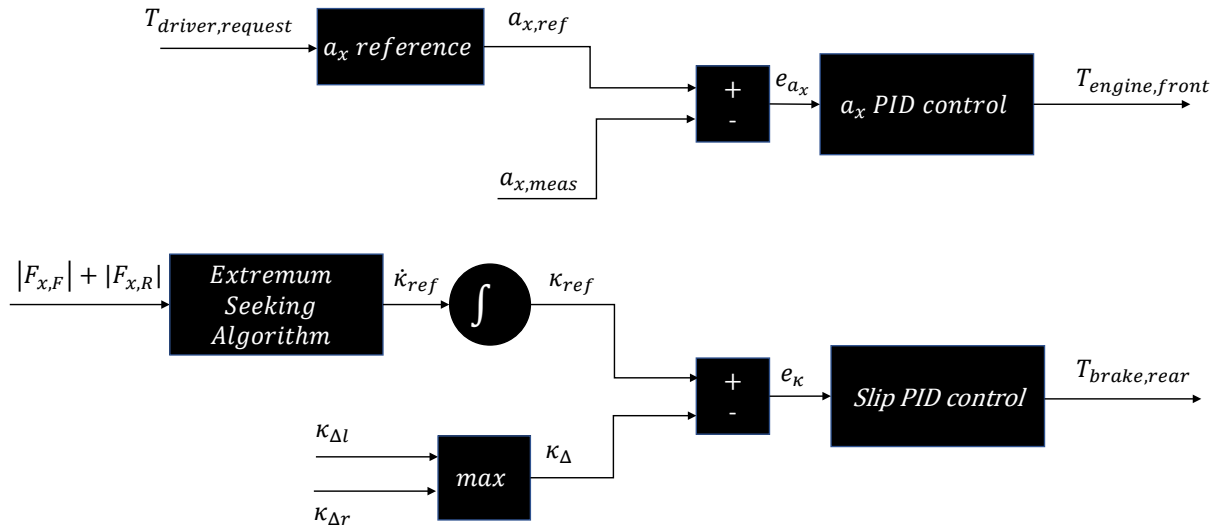 T_{driver,request}
a_x reference
a_{x,ref}
+
-
e_{a_x}
a_x PID control
T_{engine,front}
a_{x,meas}
|F_{x,F}| + |F_{x,R}|
Extremum
Seeking
Algorithm
κ̇_{ref}
∫
κ_{ref}
+
-
e_κ
Slip PID control
T_{brake,rear}
κ_{Δl}
max
κ_Δ
κ_{Δr}